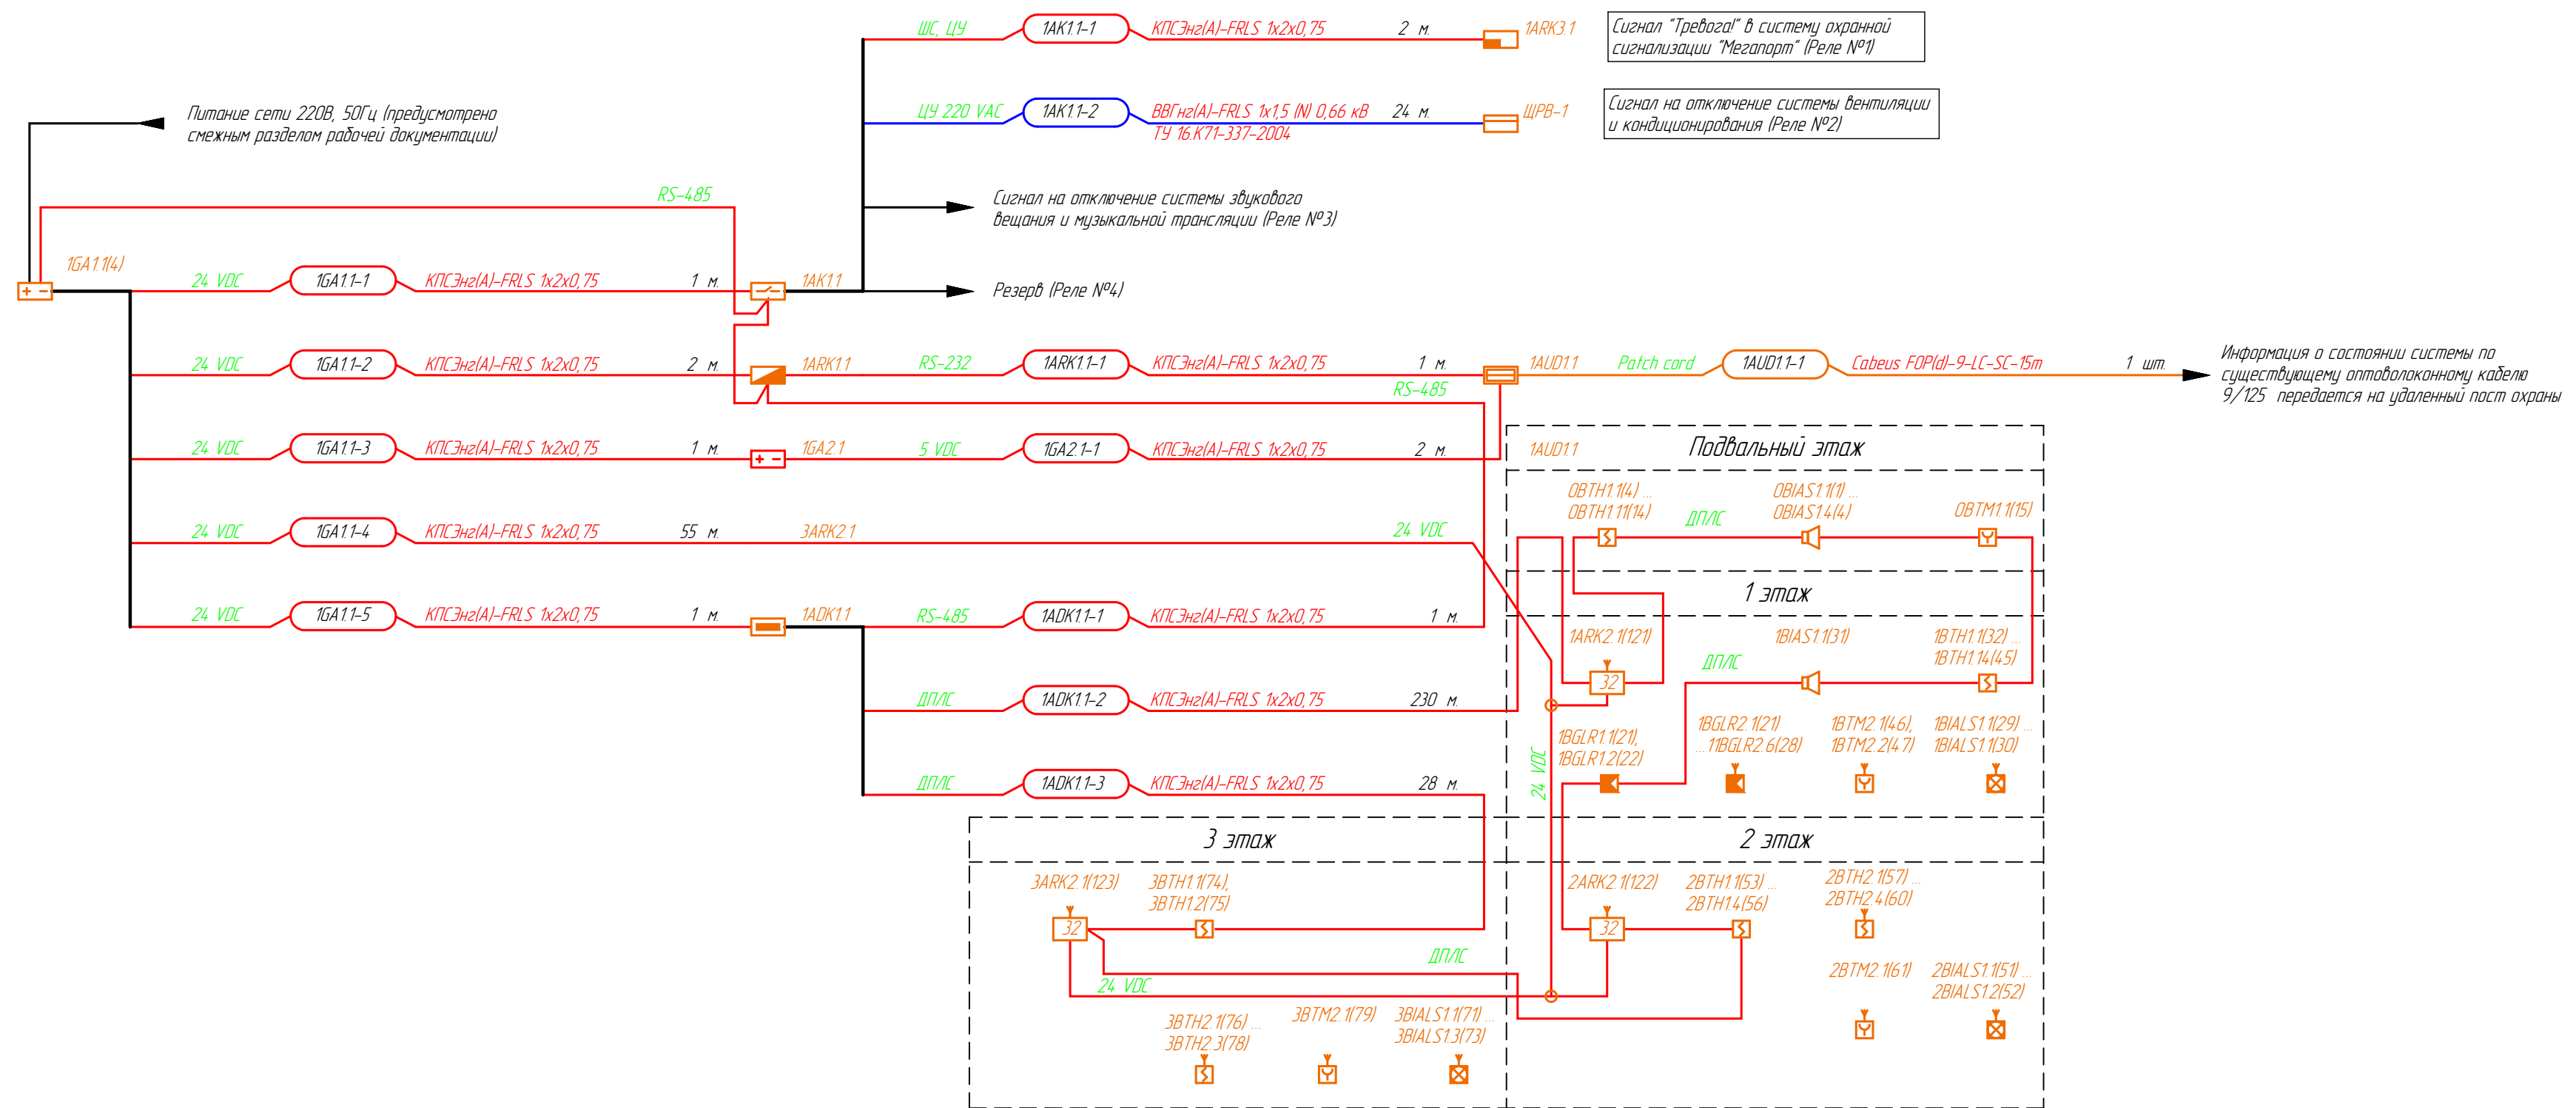 ШС, ЦУ
1AK1.1-1
КПСЭнг(А)-FRLS 1x2x0,75
2 м.
1ARK3.1
Сигнал "Тревога!" в систему охранной
сигнализации "Мегапорт" (Реле №1)
Питание сети 220В, 50Гц (предусмотрено
смежным разделом рабочей документации)
ЦУ 220 VAC
1AK1.1-2
ВВГнг(А)-FRLS 1x1,5 (N) 0,66 кВ
ТУ 16.К71-337-2004
24 м.
ЩРВ-1
Сигнал на отключение системы вентиляции
и кондиционирования (Реле №2)
RS-485
Сигнал на отключение системы звукового
вещания и музыкальной трансляции (Реле №3)
1GA1.1(4)
24 VDC
1GA1.1-1
КПСЭнг(А)-FRLS 1x2x0,75
1 м.
1AK1.1
Резерв (Реле №4)
24 VDC
1GA1.1-2
КПСЭнг(А)-FRLS 1x2x0,75
2 м.
1ARK1.1
RS-232
1ARK1.1-1
КПСЭнг(А)-FRLS 1x2x0,75
1 м.
RS-485
1AUD1.1
Patch cord
1AUD1.1-1
Cabeus FOP(d)-9-LC-SC-15m
1 шт.
Информация о состоянии системы по
существующему оптоволоконному кабелю
9/125 передается на удаленный пост охраны
24 VDC
1GA1.1-3
КПСЭнг(А)-FRLS 1x2x0,75
1 м.
1GA2.1
5 VDC
1GA2.1-1
КПСЭнг(А)-FRLS 1x2x0,75
2 м.
1AUD1.1
Подвальный этаж
0BTH1.1(4) ...
0BTH1.11(14)
ДПЛС
0BIAS1.1(1) ...
0BIAS1.4(4)
0BTM1.1(15)
24 VDC
1GA1.1-4
КПСЭнг(А)-FRLS 1x2x0,75
55 м.
3ARK2.1
24 VDC
1 этаж
24 VDC
1GA1.1-5
КПСЭнг(А)-FRLS 1x2x0,75
1 м.
1ADK1.1
RS-485
1ADK1.1-1
КПСЭнг(А)-FRLS 1x2x0,75
1 м.
1ARK2.1(121)
32
ДПЛС
1BIAS1.1(31)
1BTH1.1(32) ...
1BTH1.14(45)
ДПЛС
1ADK1.1-2
КПСЭнг(А)-FRLS 1x2x0,75
230 м.
24 VDC
1BGLR1.1(21),
1BGLR1.2(22)
1BGLR2.1(21)
...11BGLR2.6(28)
1BTM2.1(46),
1BTM2.2(47)
1BIALS1.1(29) ...
1BIALS1.1(30)
ДПЛС
1ADK1.1-3
КПСЭнг(А)-FRLS 1x2x0,75
28 м.
3 этаж
2 этаж
3ARK2.1(123)
32
3BTH1.1(74),
3BTH1.2(75)
2ARK2.1(122)
32
2BTH1.1(53) ...
2BTH1.4(56)
2BTH2.1(57) ...
2BTH2.4(60)
ДПЛС
24 VDC
2BTM2.1(61)
2BIALS1.1(51) ...
2BIALS1.2(52)
3BTH2.1(76) ...
3BTH2.3(78)
3BTM2.1(79)
3BIALS1.1(71) ...
3BIALS1.3(73)